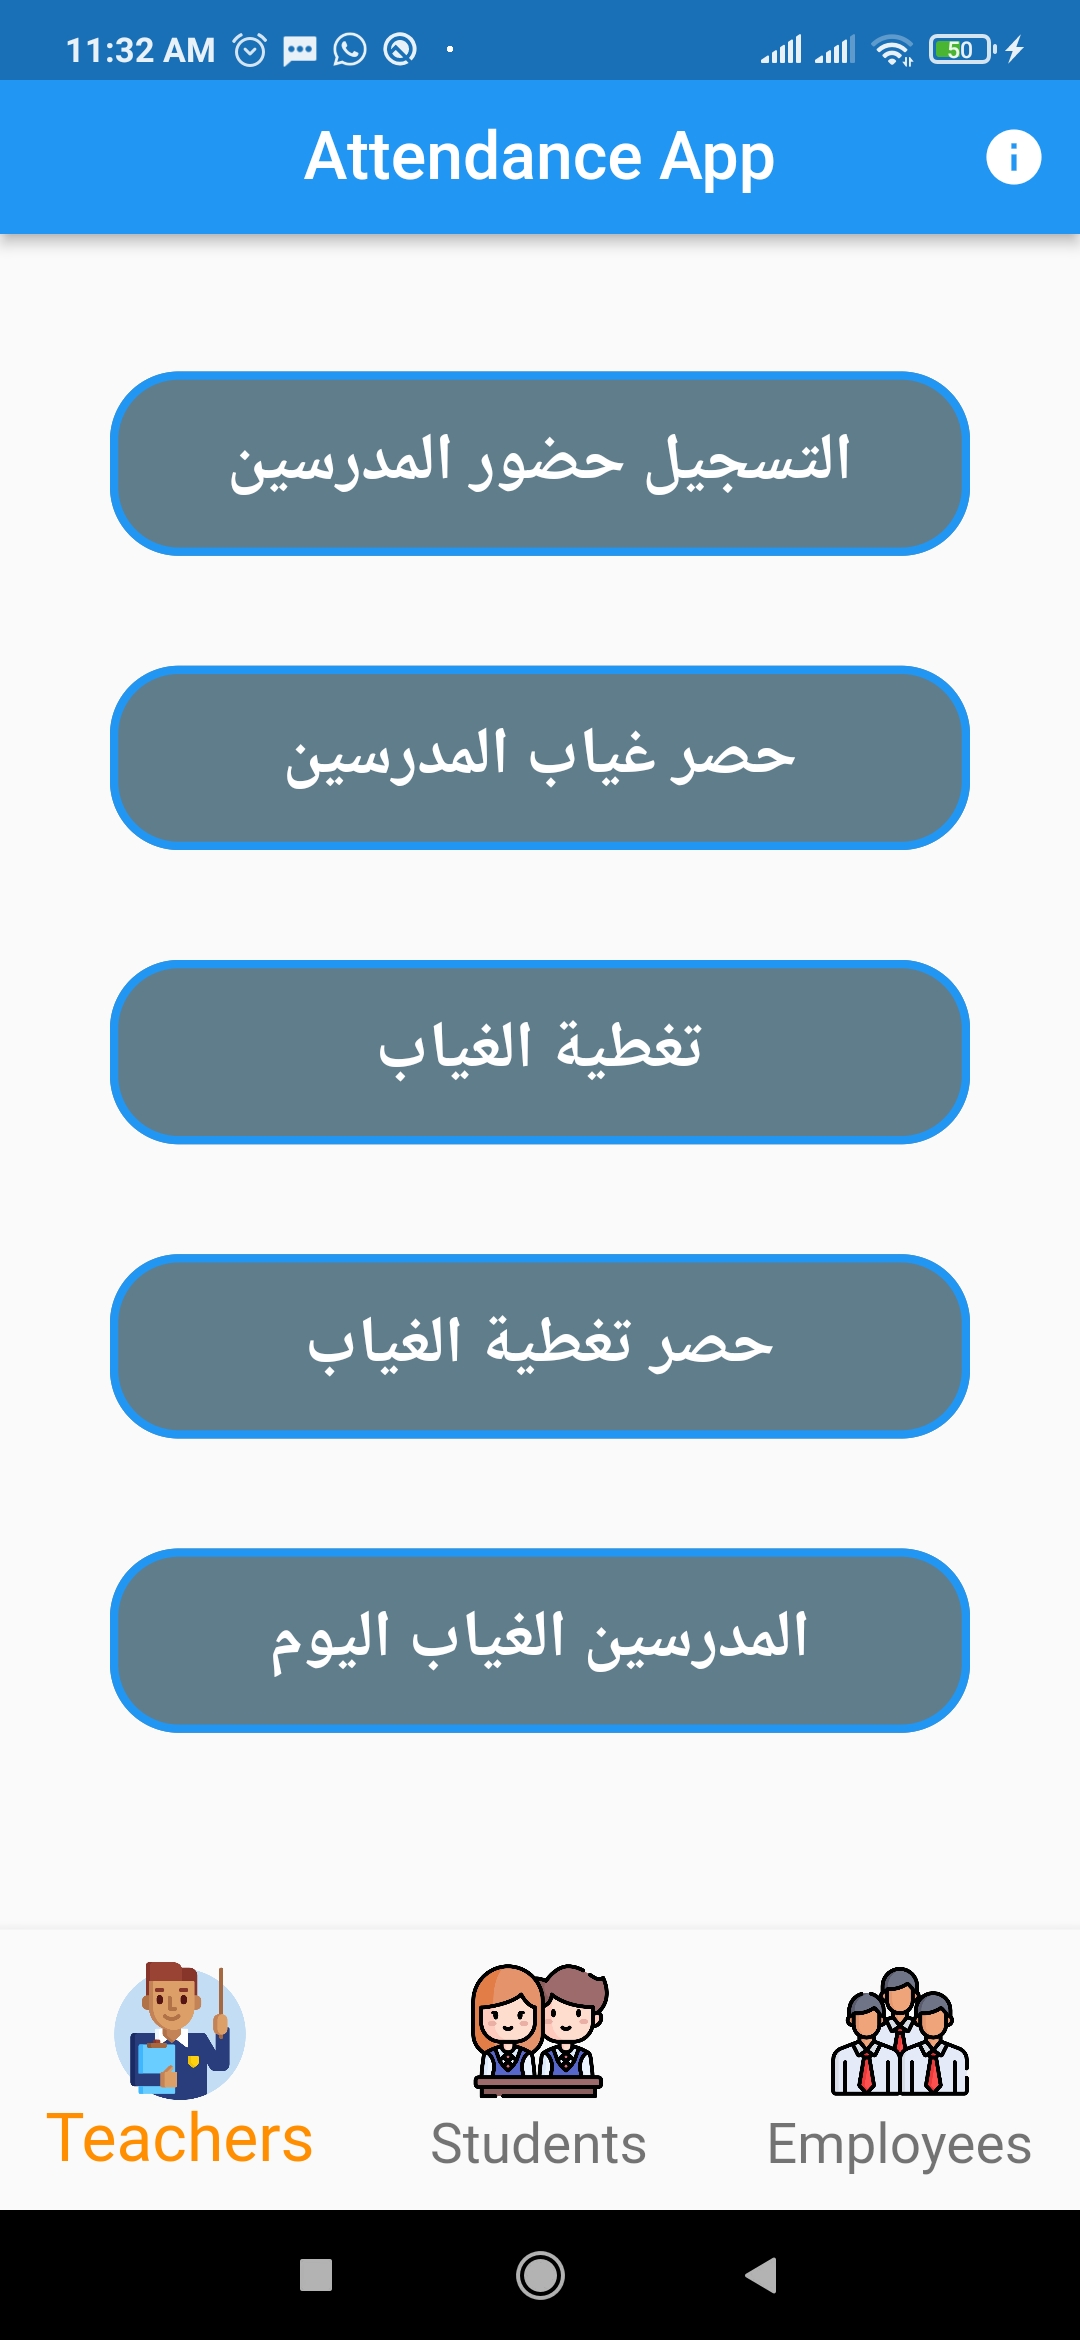 11:32 AM
50
Attendance App
التسجيل حضور المدرسين
حصر غياب المدرسين
تغطية الغياب
حصر تغطية الغياب
المدرسين الغياب اليوم
Teachers
Students
Employees